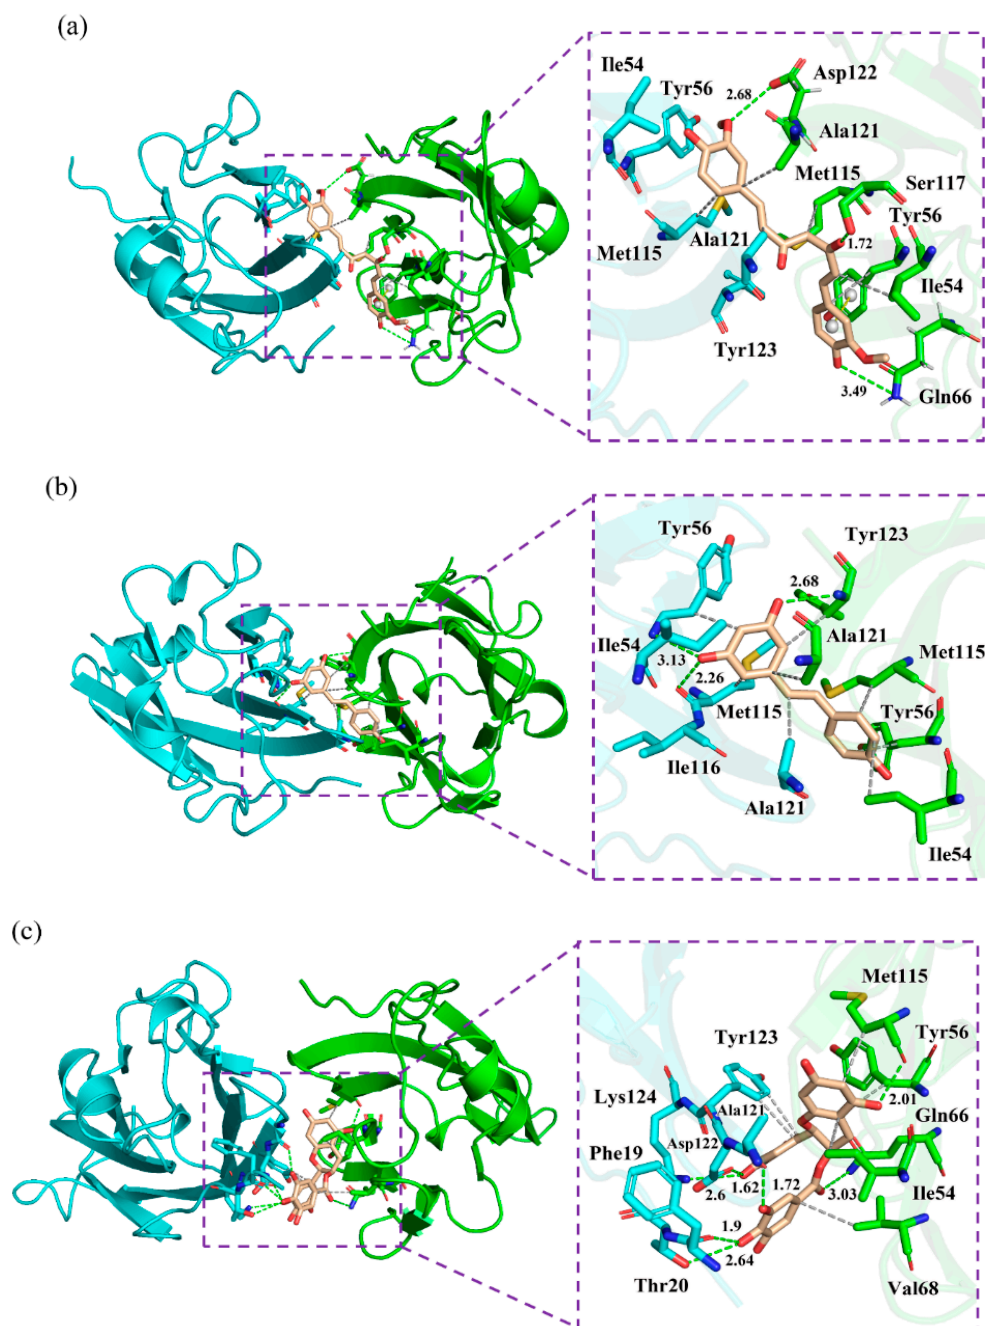 (a)
Ile54
Asp122
Tyr56
2.68
Ala121
Met115
Ser117
Tyr56
Ala121
1.72
Met115
Ile54
Tyr123
3.49
Gln66
(b)
Tyr56
Tyr123
2.68
Ala121
Ile54
3.13
Met115
2.26
Met115
Tyr56
Ile116
Ala121
Ile54
(c)
Met115
Tyr123
Tyr56
Lys124
2.01
Ala121
Gln66
Asp122
Phe19
1.72
Ile54
2.6
1.62
3.03
1.9
2.64
Thr20
Val68